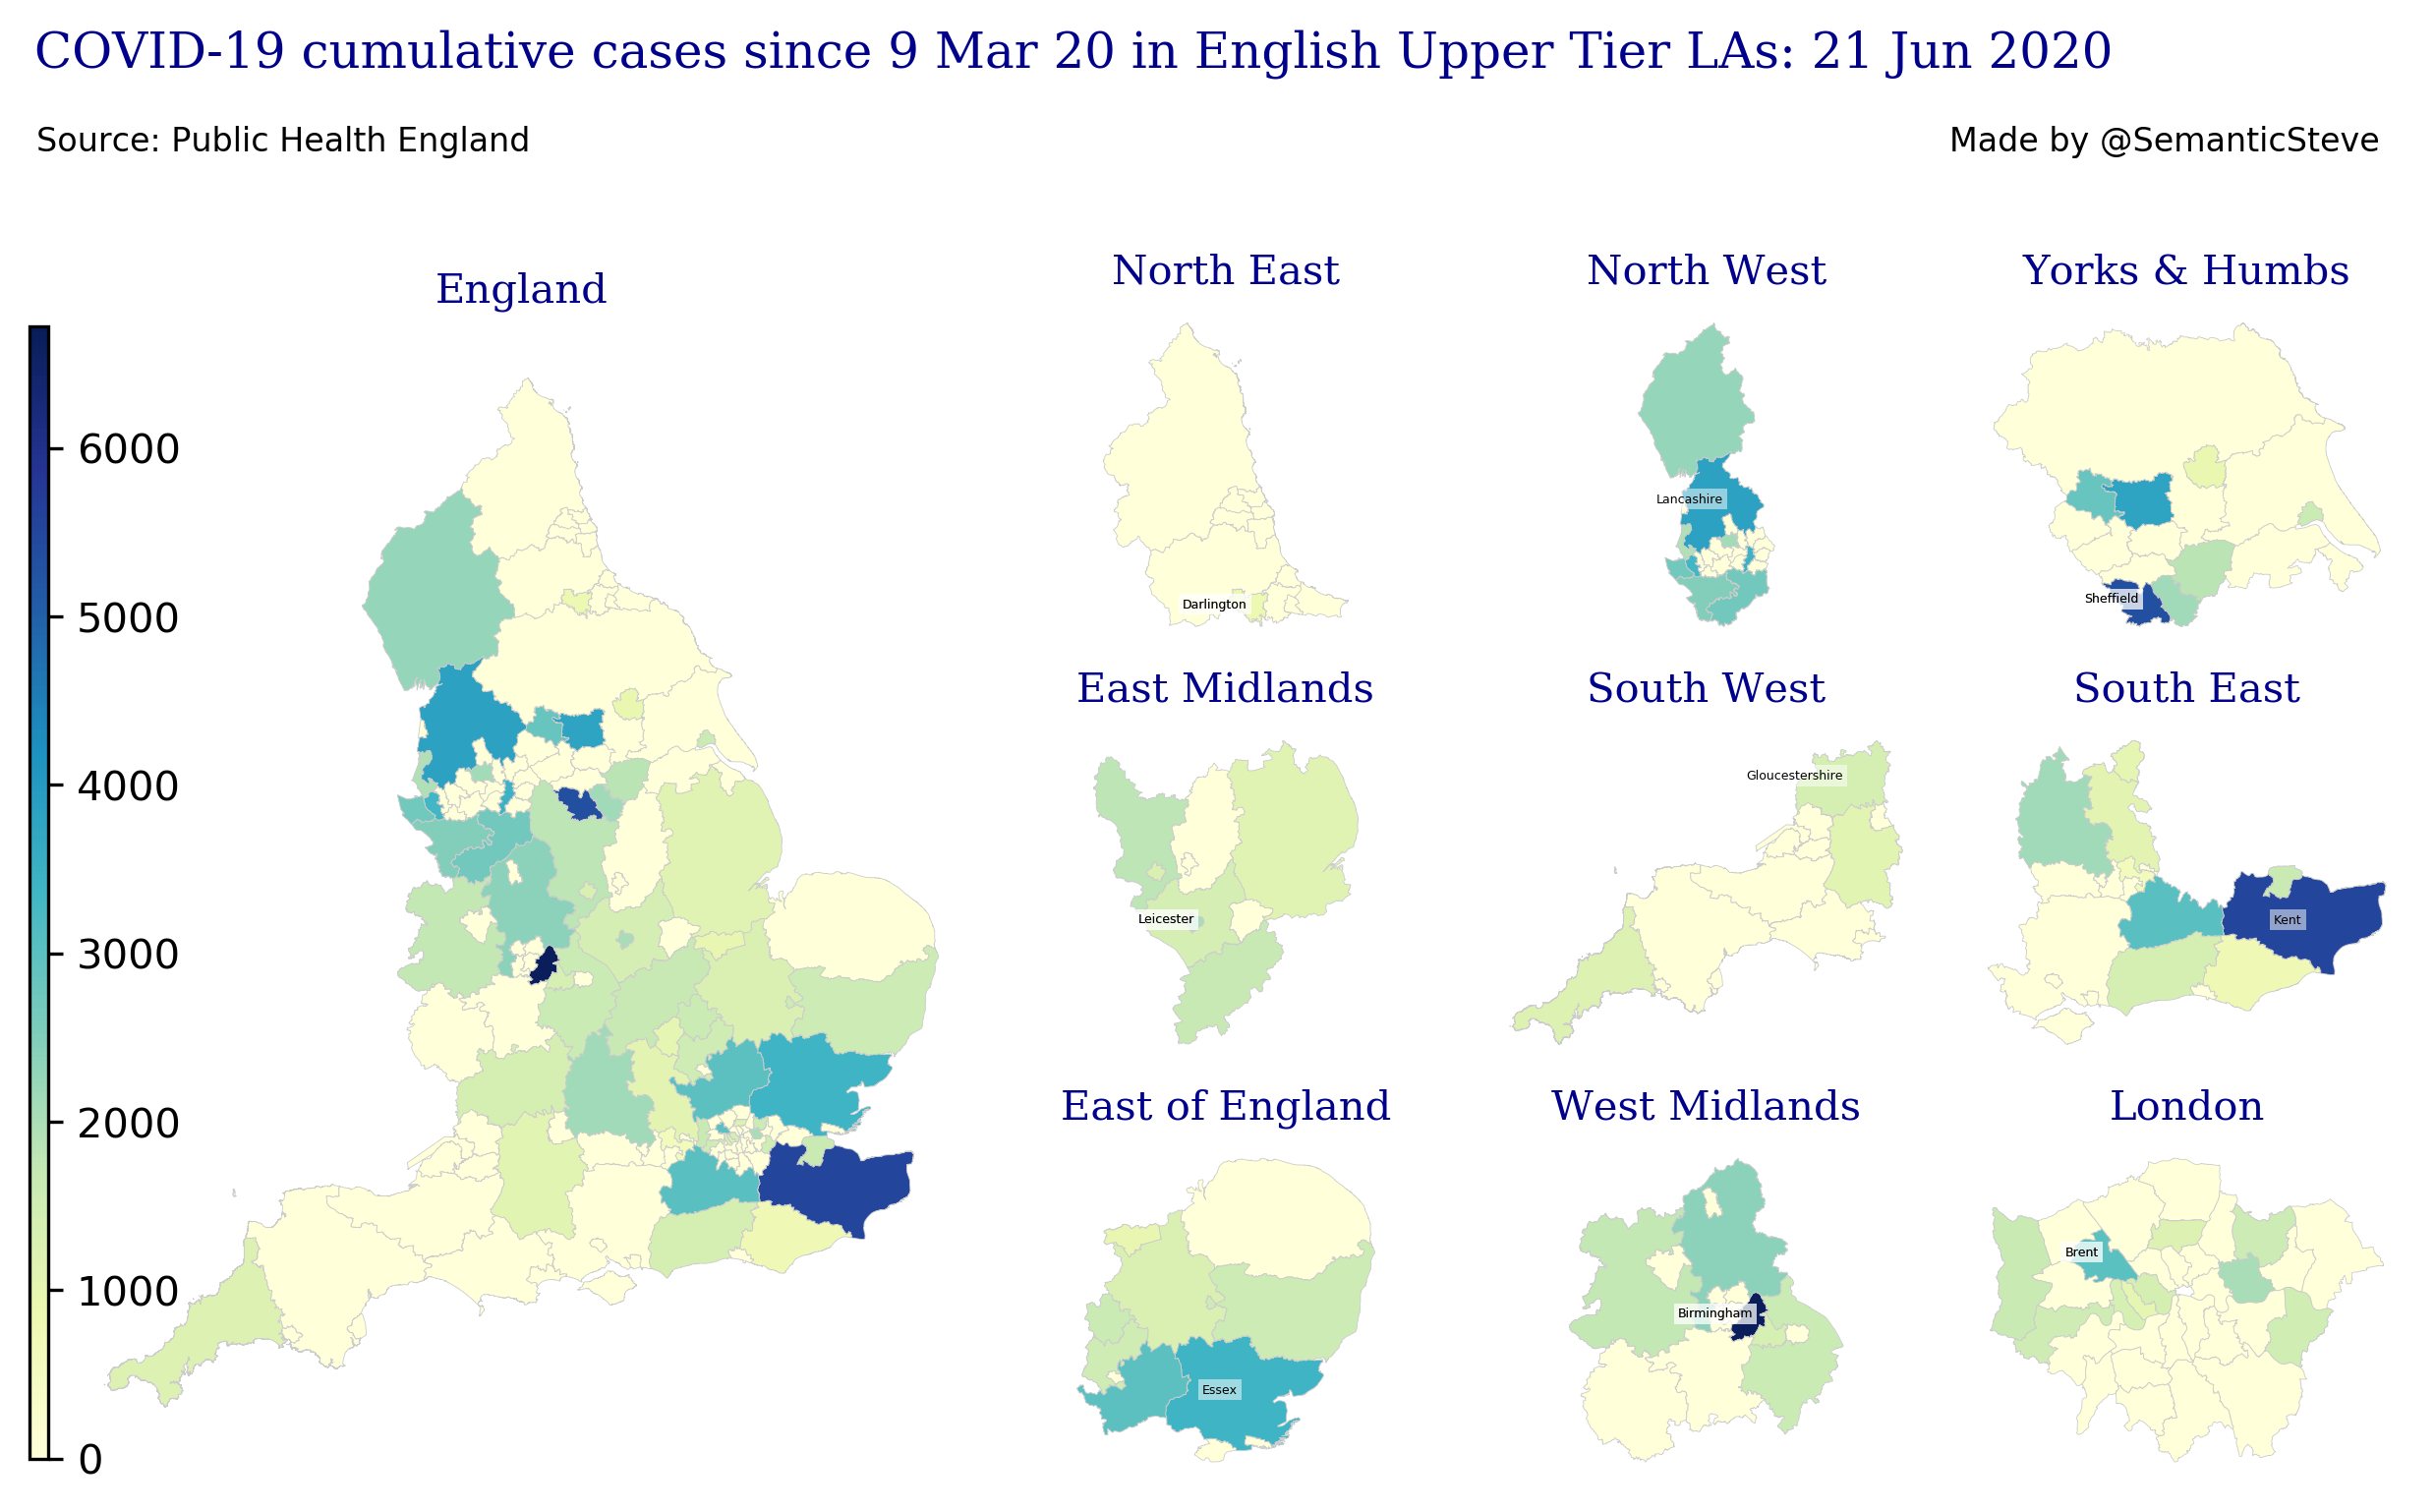 COVID-19 cumulative cases since 9 Mar 20 in English Upper Tier LAs: 21 Jun 2020
Source: Public Health England
Made by @SemanticSteve
England
6000
5000
4000
3000
2000
1000
0
North East
Darlington
North West
Lancashire
Yorks & Humbs
Sheffield
East Midlands
Leicester
South West
Gloucestershire
South East
Kent
East of England
Essex
West Midlands
Birmingham
London
Brent